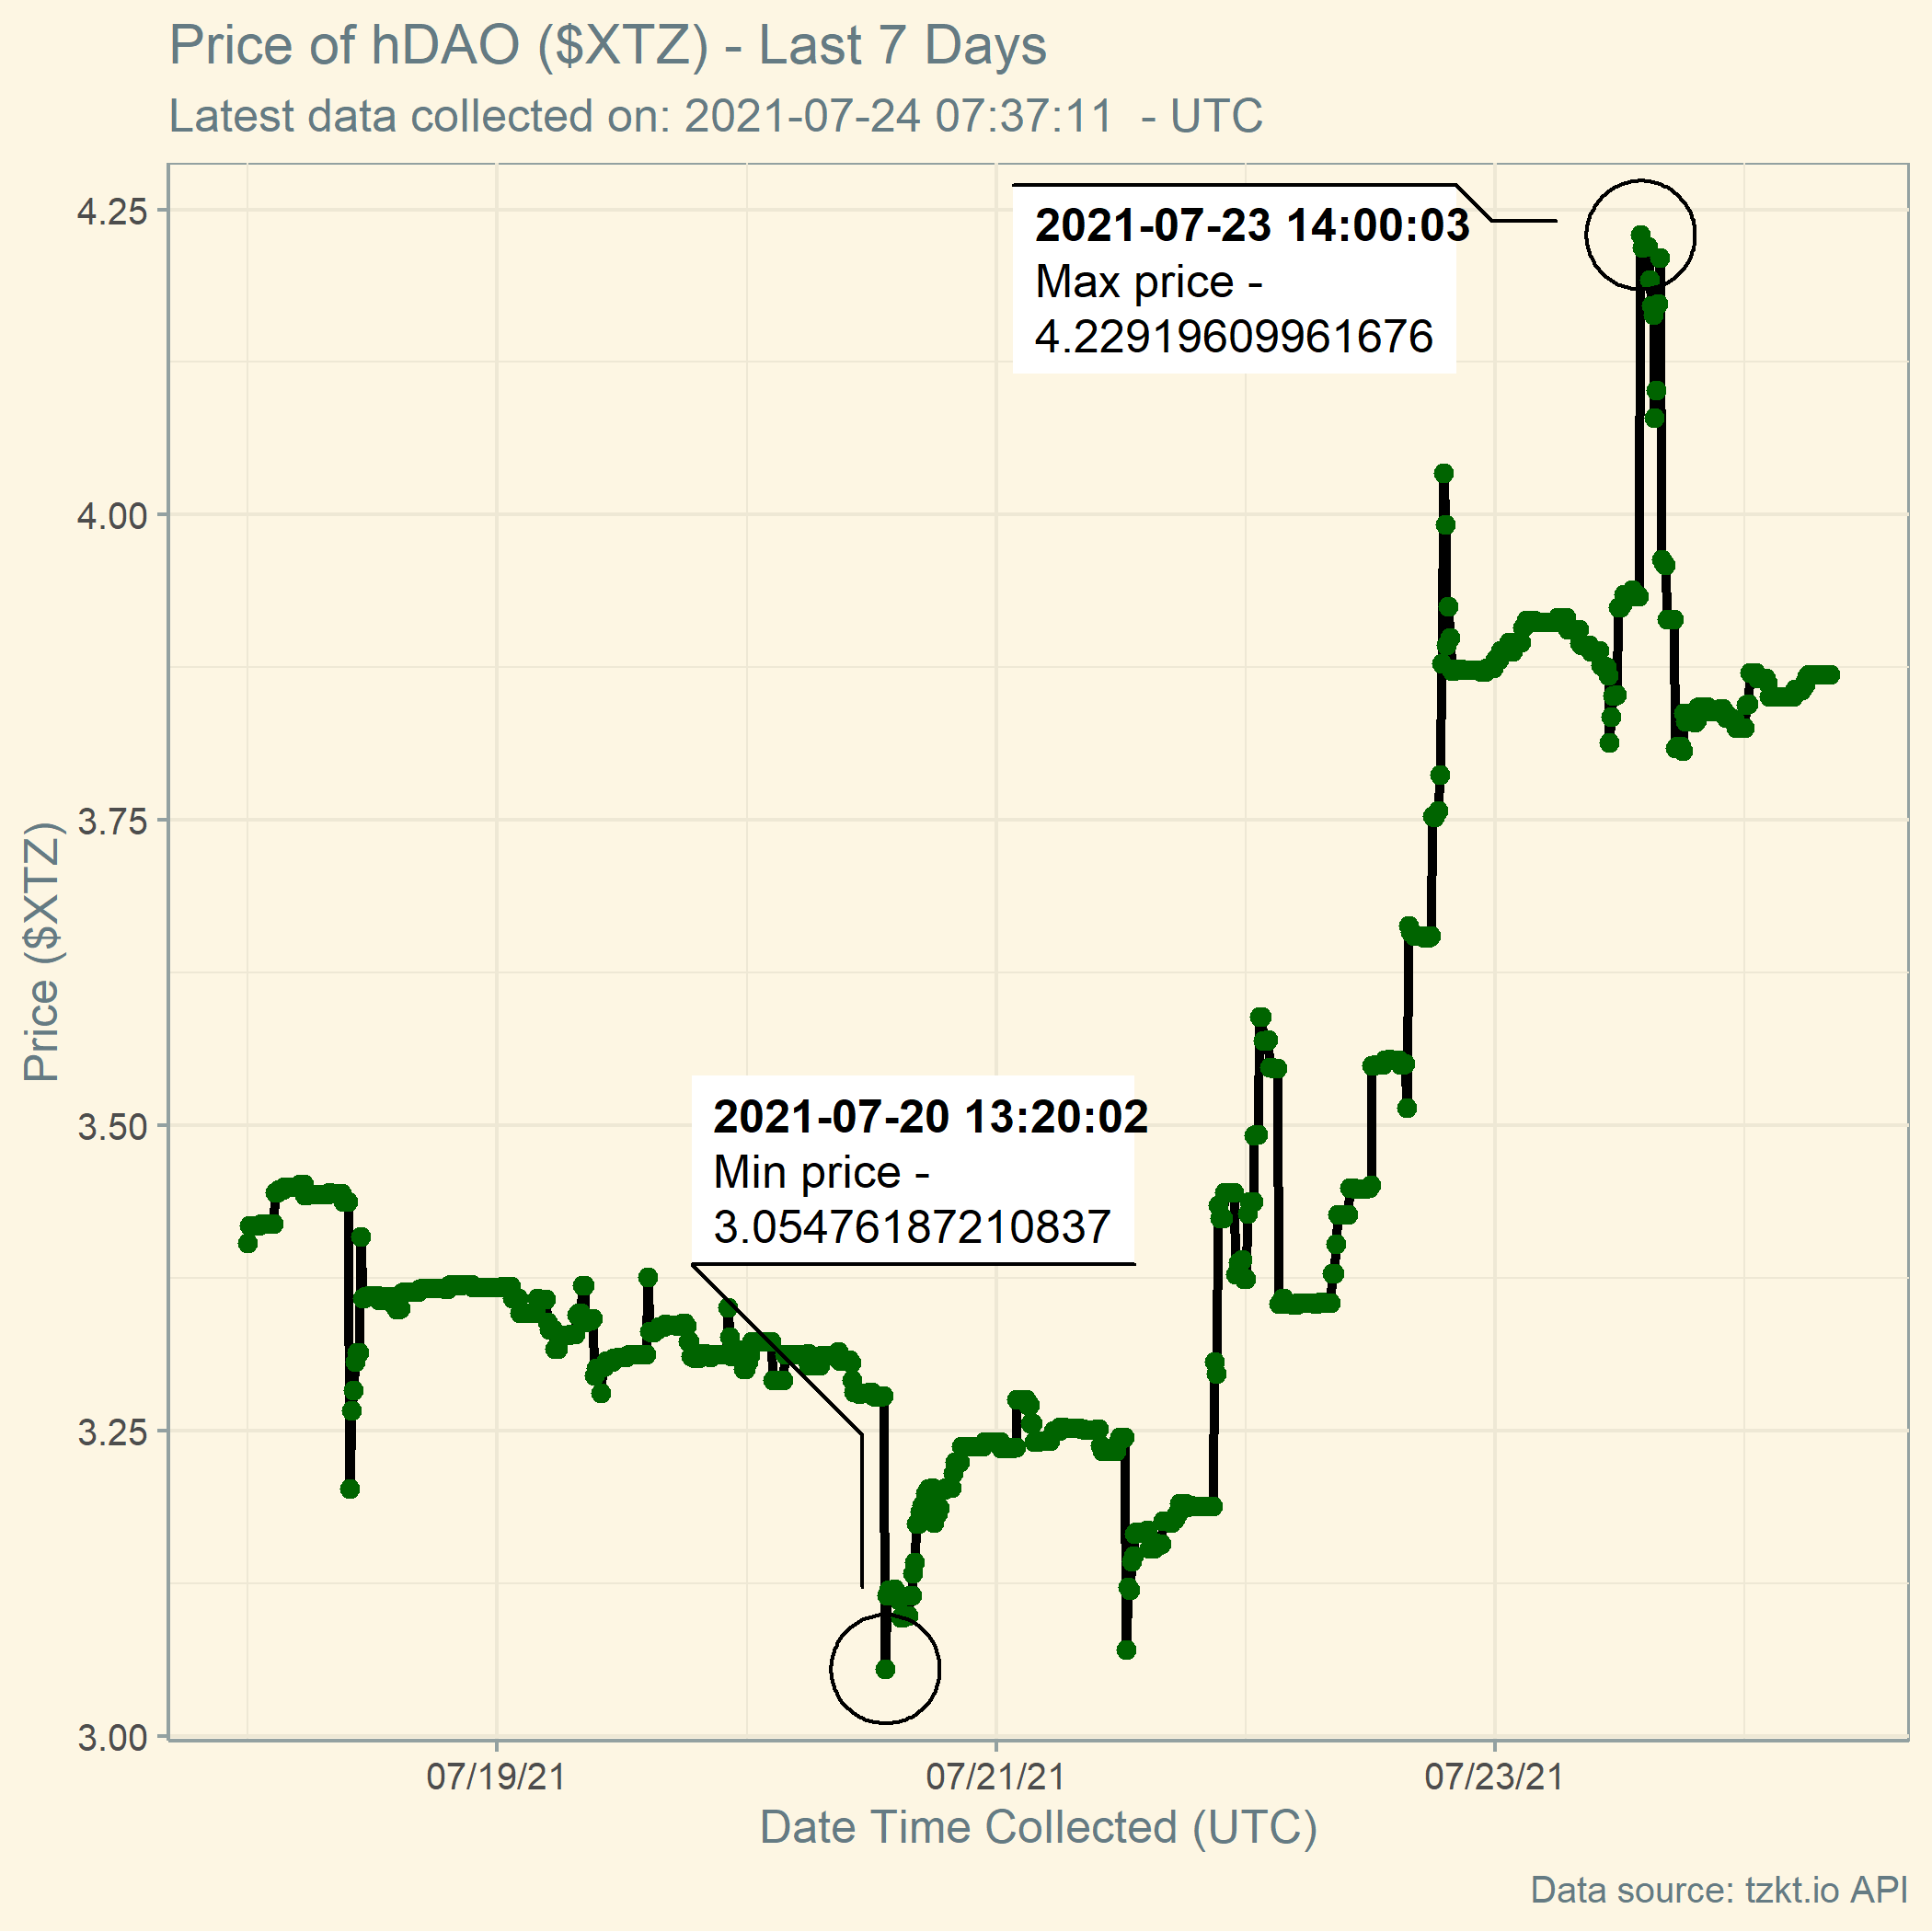 Price of hDAO ($XTZ) - Last 7 Days
Latest data collected on: 2021-07-24 07:37:11  - UTC
4.25
4.00
3.75
3.50
3.25
3.00
Price ($XTZ)
2021-07-23 14:00:03
Max price -
4.22919609961676
2021-07-20 13:20:02
Min price -
3.05476187210837
07/19/21
07/21/21
07/23/21
Date Time Collected (UTC)
Data source: tzkt.io API